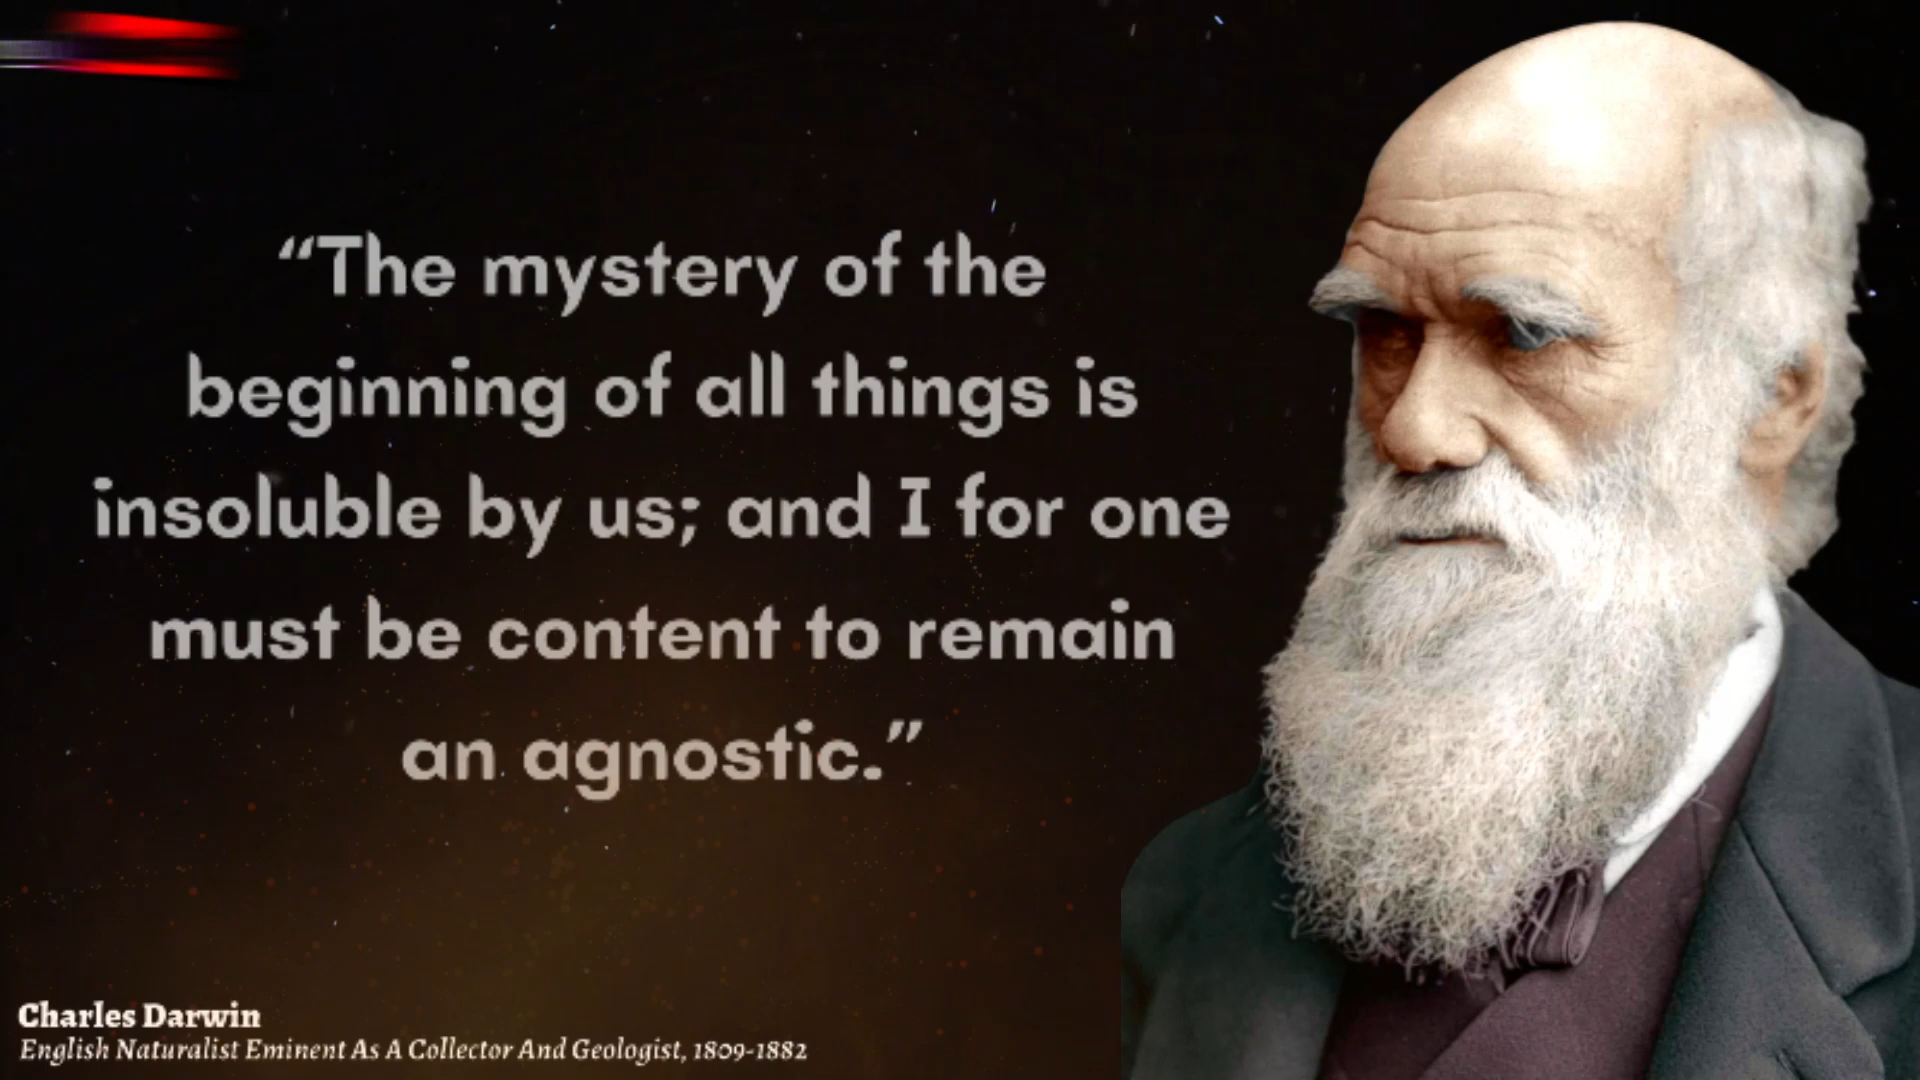 “The mystery of the
beginning of all things is
insoluble by us; and I for one
must be content to remain
an agnostic.”
Charles Darwin
English Naturalist Eminent As A Collector And Geologist, 1809-1882